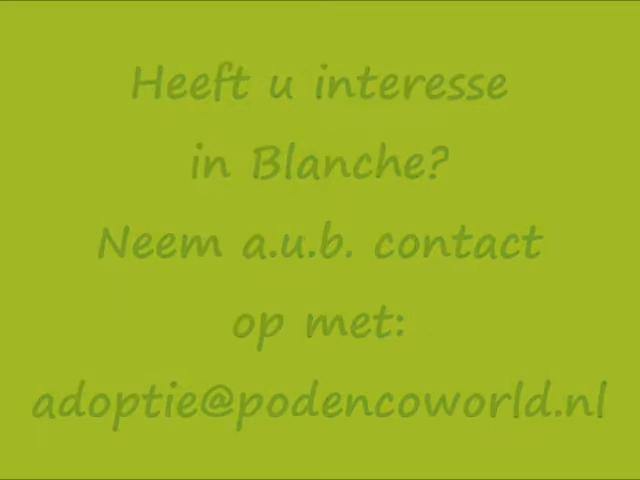 Heeft u interesse
in Blanche?
Neem a.u.b. contact
op met:
adoptie@podencoworld.nl